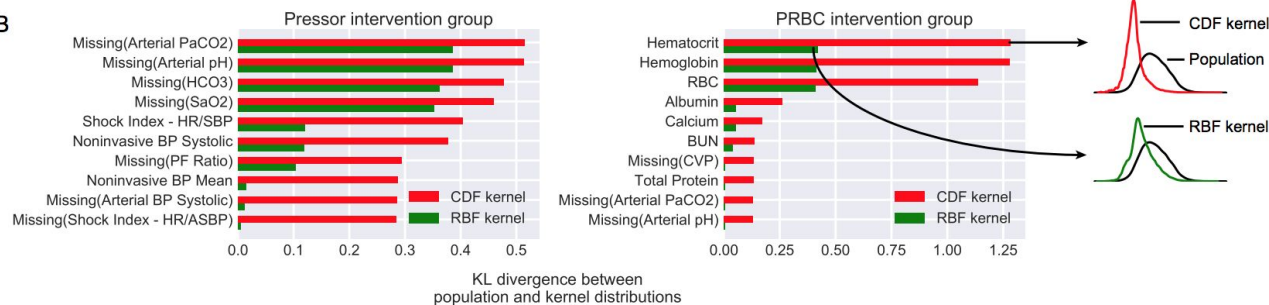 B
Pressor intervention group
Missing(Arterial PaCO2)
Missing(Arterial pH)
Missing(HCO3)
Missing(SaO2)
Shock Index - HR/SBP
Noninvasive BP Systolic
Missing(PF Ratio)
Noninvasive BP Mean
Missing(Arterial BP Systolic)
Missing(Shock Index - HR/ASBP)
CDF kernel
RBF kernel
0.0 0.1 0.2 0.3 0.4 0.5
PRBC intervention group
Hematocrit
Hemoglobin
RBC
Albumin
Calcium
BUN
Missing(CVP)
Total Protein
Missing(Arterial PaCO2)
Missing(Arterial pH)
CDF kernel
RBF kernel
0.00 0.25 0.50 0.75 1.00 1.25
KL divergence between
population and kernel distributions
CDF kernel
Population
RBF kernel